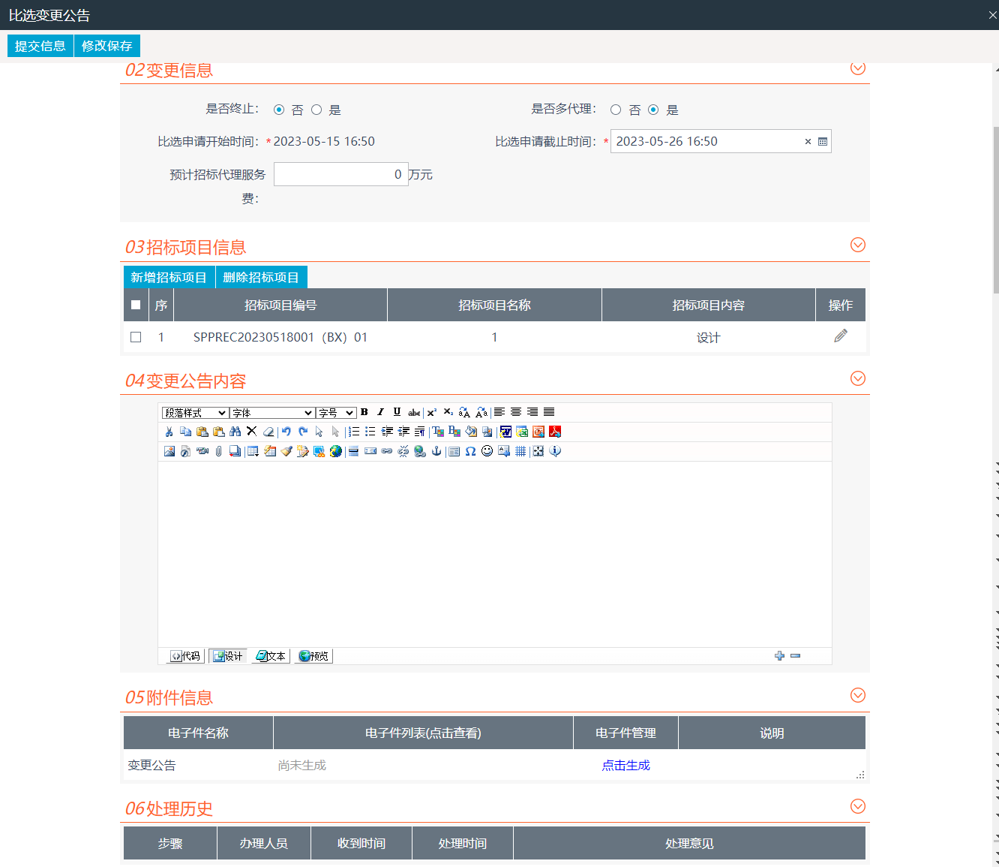 比选变更公告
提交信息 修改保存
02变更信息
是否终止： 否 是 是否多代理： 否 是
比选申请开始时间：*2023-05-15 16:50 比选申请截止时间：* 2023-05-26 16:50
预计招标代理服务费： 0 万元
03招标项目信息
新增招标项目 删除招标项目
序 招标项目编号 招标项目名称 招标项目内容 操作
1 SPPREC20230518001（BX）01 1 设计
04变更公告内容
段落样式 字体 字号 B I U abc
代码 设计 文本 预览
05附件信息
电子件名称 电子件列表(点击查看) 电子件管理 说明
变更公告 尚未生成 点击生成
06处理历史
步骤 办理人员 收到时间 处理时间 处理意见